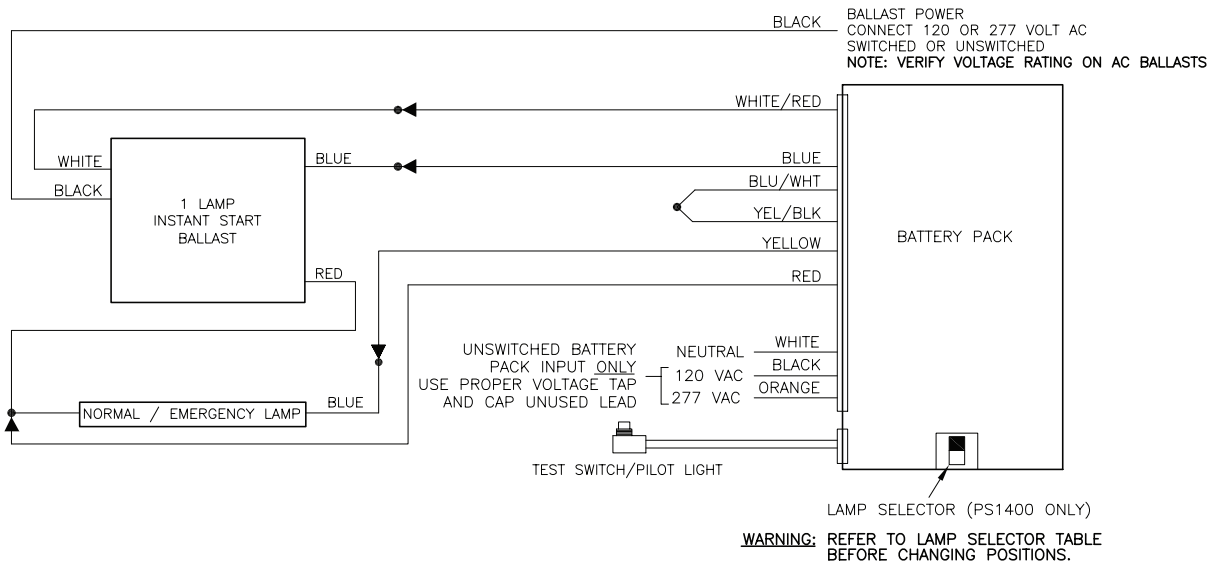 BLACK
BALLAST POWER
CONNECT 120 OR 277 VOLT AC
SWITCHED OR UNSWITCHED
NOTE: VERIFY VOLTAGE RATING ON AC BALLASTS
WHITE/RED
WHITE
BLUE
BLUE
BLACK
BLU/WHT
1 LAMP
INSTANT START
BALLAST
YEL/BLK
YELLOW
BATTERY PACK
RED
RED
UNSWITCHED BATTERY
PACK INPUT ONLY
USE PROPER VOLTAGE TAP
AND CAP UNUSED LEAD
NEUTRAL
WHITE
120 VAC
BLACK
277 VAC
ORANGE
NORMAL / EMERGENCY LAMP
BLUE
TEST SWITCH/PILOT LIGHT
LAMP SELECTOR (PS1400 ONLY)
WARNING: REFER TO LAMP SELECTOR TABLE
BEFORE CHANGING POSITIONS.